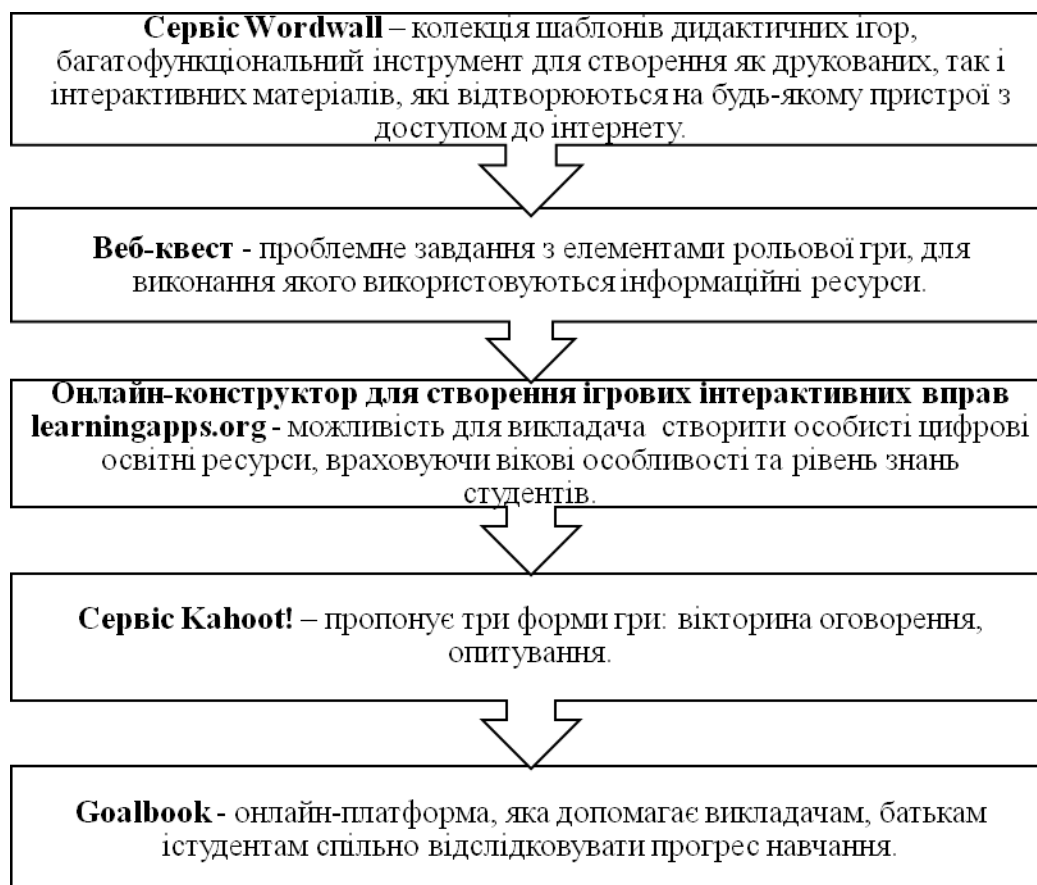 Сервіс Wordwall – колекція шаблонів дидактичних ігор,
багатофункціональний інструмент для створення як друкованих, так і
інтерактивних матеріалів, які відтворюються на будь-якому пристрої з
доступом до інтернету.
Веб-квест - проблемне завдання з елементами рольової гри, для
виконання якого використовуються інформаційні ресурси.
Онлайн-конструктор для створення ігрових інтерактивних вправ
learningapps.org - можливість для викладача створити особисті цифрові
освітні ресурси, враховуючи вікові особливості та рівень знань
студентів.
Сервіс Kahoot! – пропонує три форми гри: вікторина оговорення,
опитування.
Goalbook - онлайн-платформа, яка допомагає викладачам, батькам
істудентам спільно відслідковувати прогрес навчання.